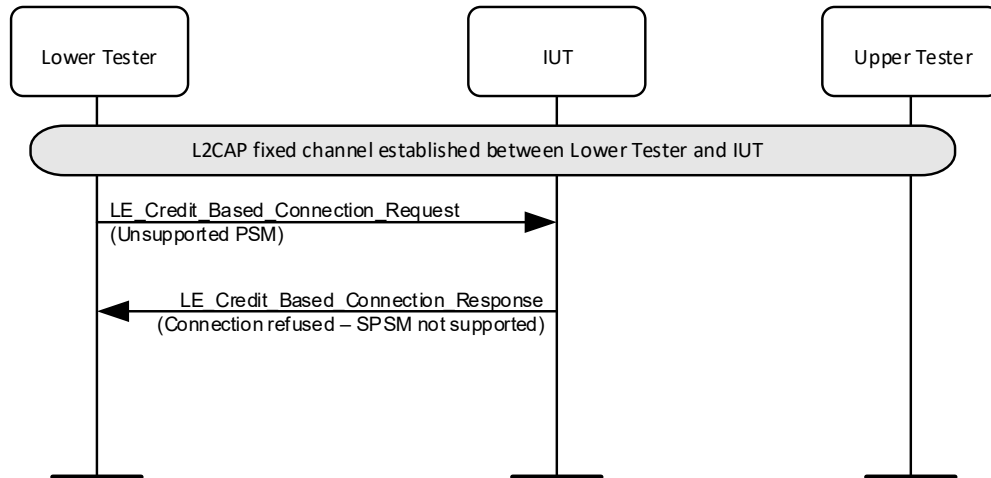 Lower Tester
IUT
Upper Tester
L2CAP fixed channel established between Lower Tester and IUT
LE_Credit_Based_Connection_Request
(Unsupported PSM)
LE_Credit_Based_Connection_Response
(Connection refused – SPSM not supported)